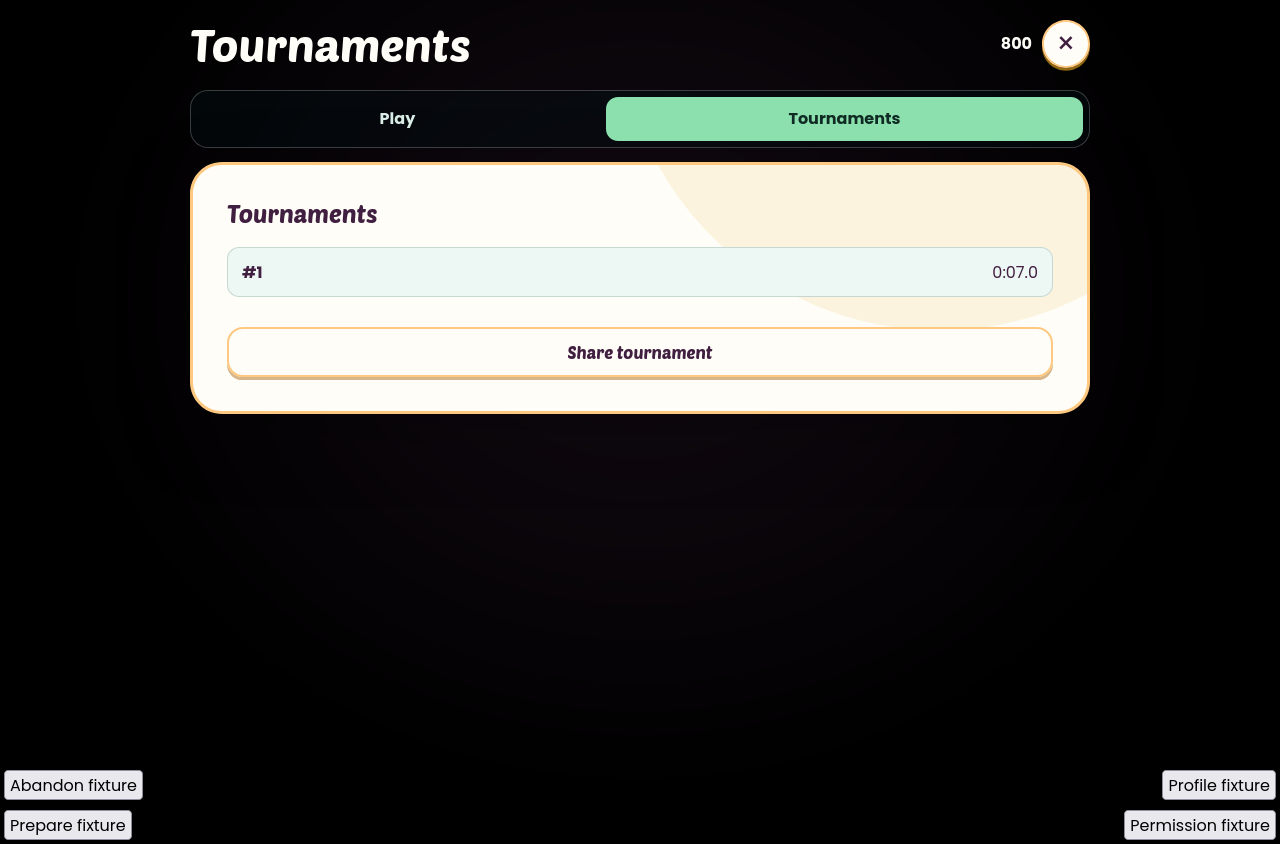 Tournaments
800
×
Play
Tournaments
Tournaments
#1
0:07.0
Share tournament
Abandon fixture
Profile fixture
Prepare fixture
Permission fixture